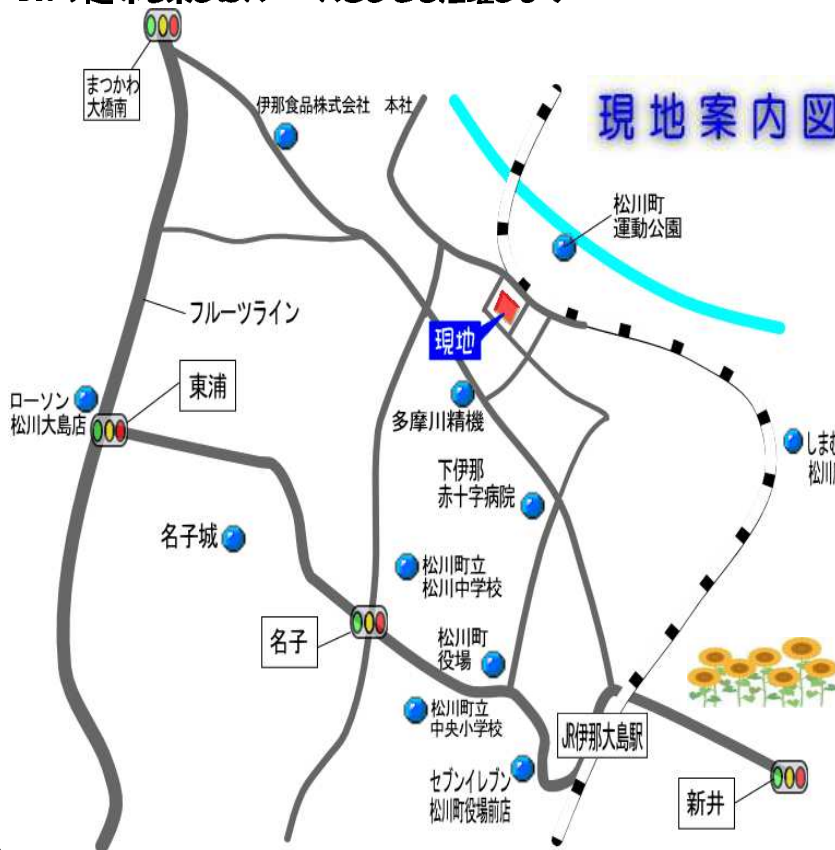 まつかわ
大橋南
伊那食品株式会社 本社
現地案内図
松川町
運動公園
フルーツライン
現地
東浦
ローソン
松川大島店
多摩川精機
下伊那
赤十字病院
名子城
松川町立
松川中学校
名子
松川町
役場
松川町立
中央小学校
JR伊那大島駅
セブンイレブン
松川町役場前店
新井